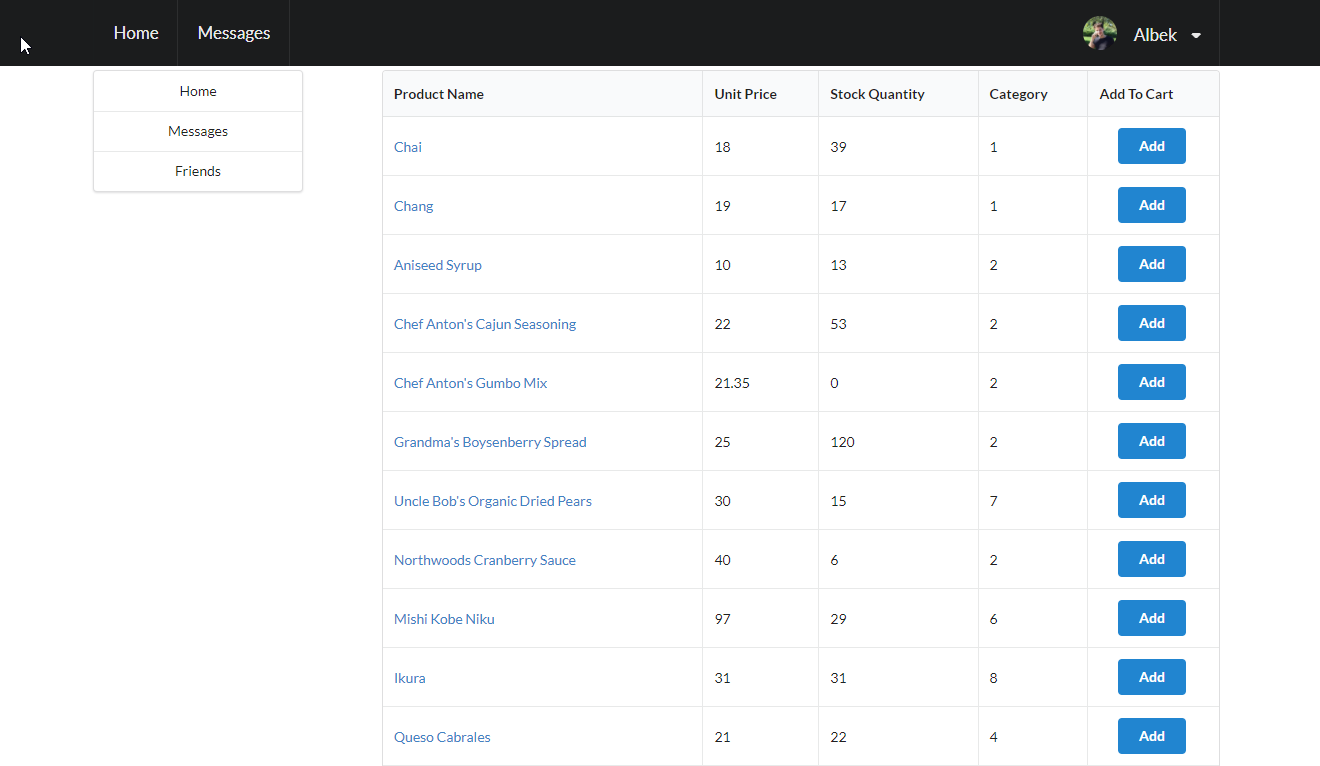 Home Messages Albek
Home
Messages
Friends
Product Name Unit Price Stock Quantity Category Add To Cart
Chai 18 39 1 Add
Chang 19 17 1 Add
Aniseed Syrup 10 13 2 Add
Chef Anton's Cajun Seasoning 22 53 2 Add
Chef Anton's Gumbo Mix 21.35 0 2 Add
Grandma's Boysenberry Spread 25 120 2 Add
Uncle Bob's Organic Dried Pears 30 15 7 Add
Northwoods Cranberry Sauce 40 6 2 Add
Mishi Kobe Niku 97 29 6 Add
Ikura 31 31 8 Add
Queso Cabrales 21 22 4 Add